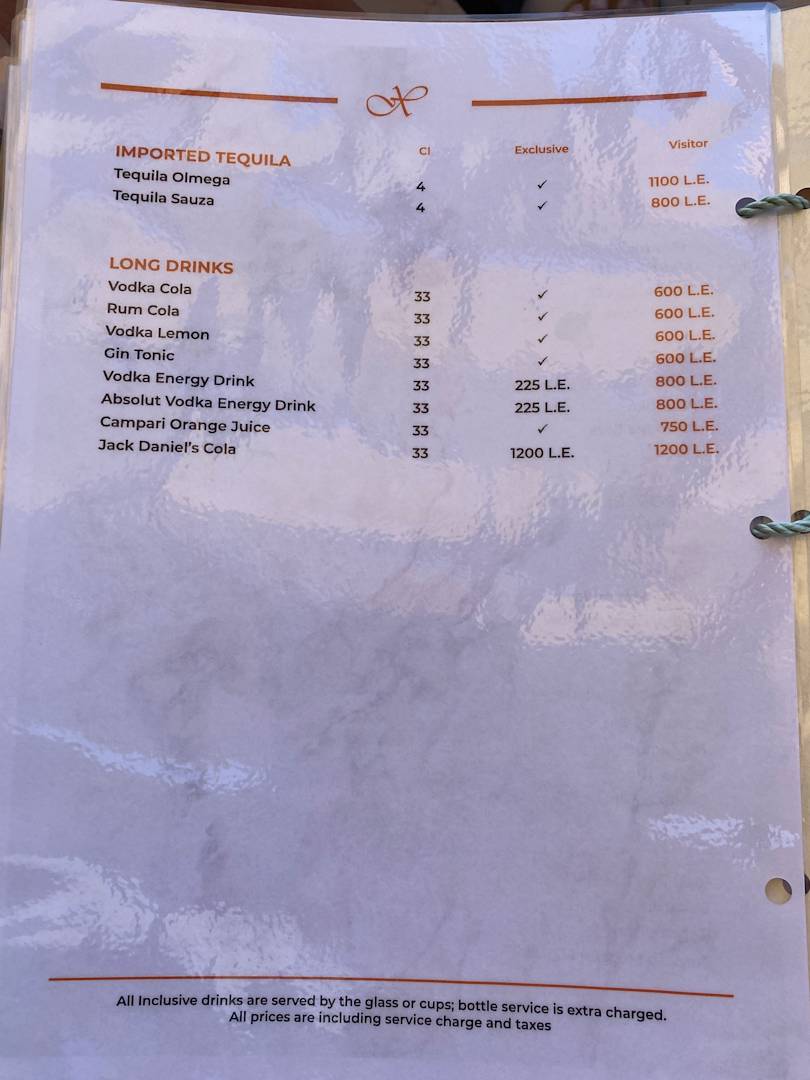 IMPORTED TEQUILA Cl Exclusive Visitor
Tequila Olmega 4 ✓ 1100 L.E.
Tequila Sauza 4 ✓ 800 L.E.
LONG DRINKS
Vodka Cola 33 ✓ 600 L.E.
Rum Cola 33 ✓ 600 L.E.
Vodka Lemon 33 ✓ 600 L.E.
Gin Tonic 33 ✓ 600 L.E.
Vodka Energy Drink 33 225 L.E. 800 L.E.
Absolut Vodka Energy Drink 33 225 L.E. 800 L.E.
Campari Orange Juice 33 ✓ 750 L.E.
Jack Daniel's Cola 33 1200 L.E. 1200 L.E.
All Inclusive drinks are served by the glass or cups; bottle service is extra charged.
All prices are including service charge and taxes